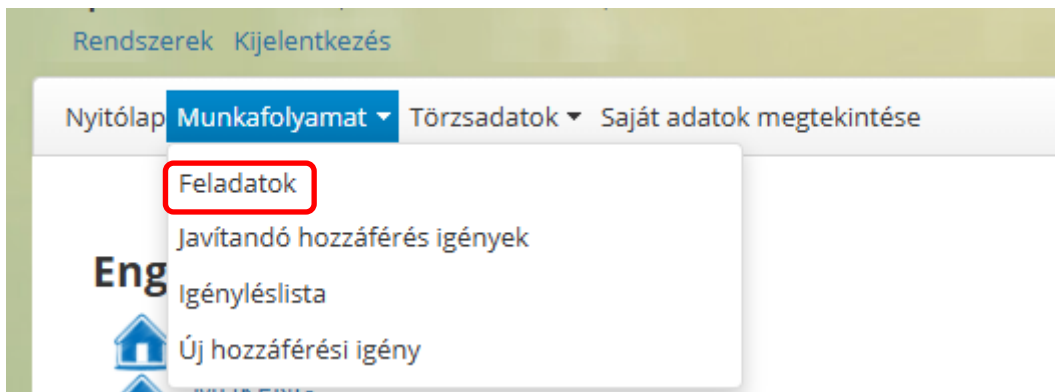 Rendszerek Kijelentkezés
Nyitólap Munkafolyamat Törzsadatok Saját adatok megtekintése
Feladatok
Javítandó hozzáférés igények
Eng
Igényléslista
Új hozzáférési igény